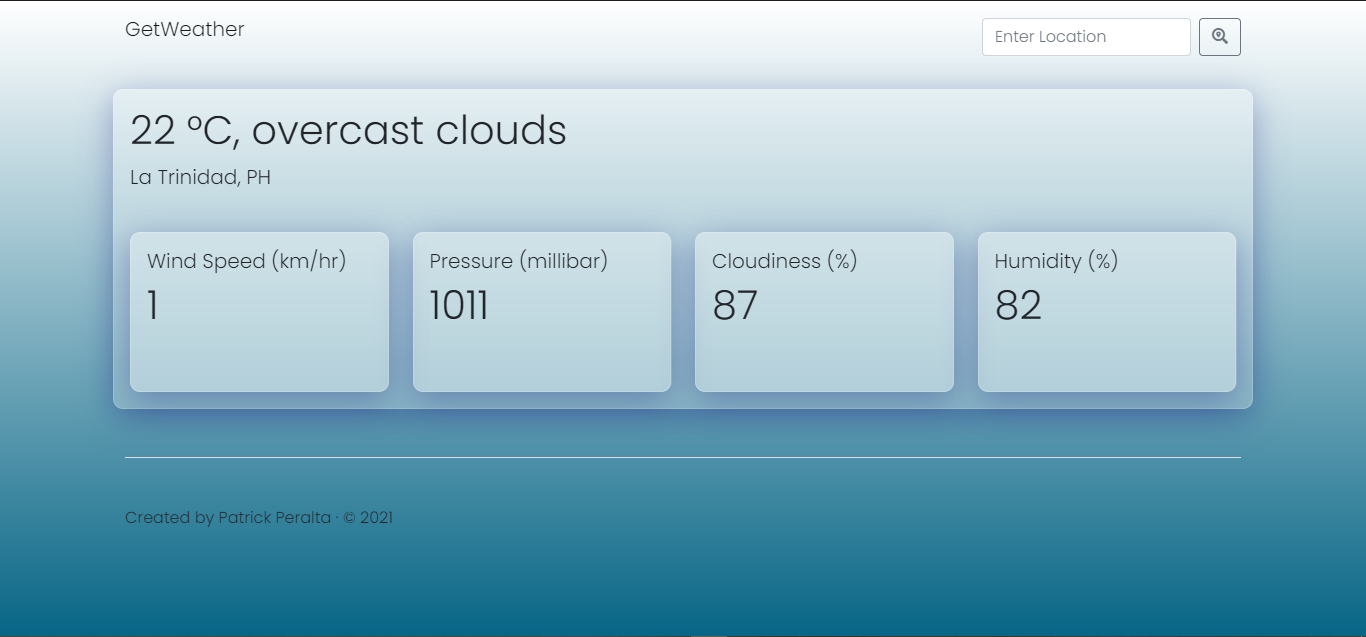 GetWeather
Enter Location
22 °C, overcast clouds
La Trinidad, PH
Wind Speed (km/hr)
1
Pressure (millibar)
1011
Cloudiness (%)
87
Humidity (%)
82
Created by Patrick Peralta · © 2021